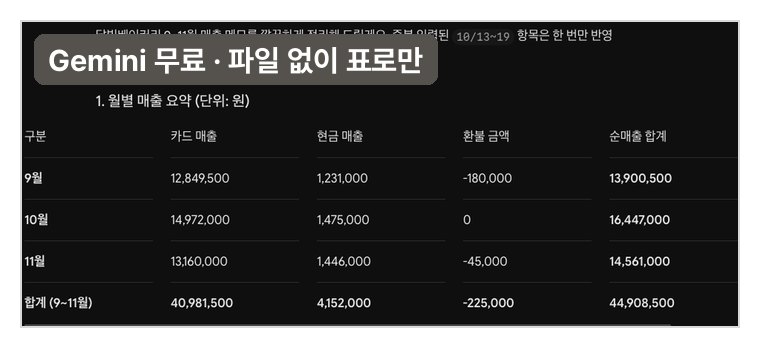 10/13~19 항목은 한 번만 반영
Gemini 무료 · 파일 없이 표로만
1. 월별 매출 요약 (단위: 원)
구분 카드 매출 현금 매출 환불 금액 순매출 합계
9월 12,849,500 1,231,000 -180,000 13,900,500
10월 14,972,000 1,475,000 0 16,447,000
11월 13,160,000 1,446,000 -45,000 14,561,000
합계 (9~11월) 40,981,500 4,152,000 -225,000 44,908,500